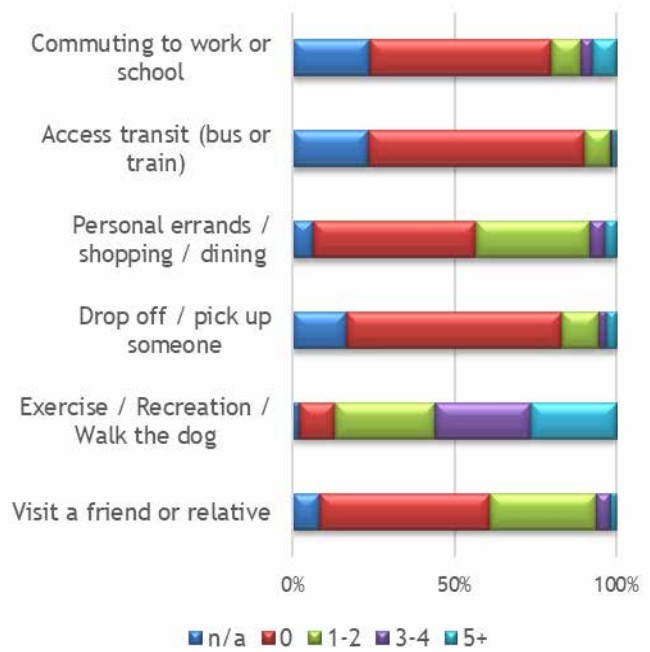 Commuting to work or
school
Access transit (bus or
train)
Personal errands /
shopping / dining
Drop off / pick up
someone
Exercise / Recreation /
Walk the dog
Visit a friend or relative
0% 50% 100%
n/a 0 1-2 3-4 5+